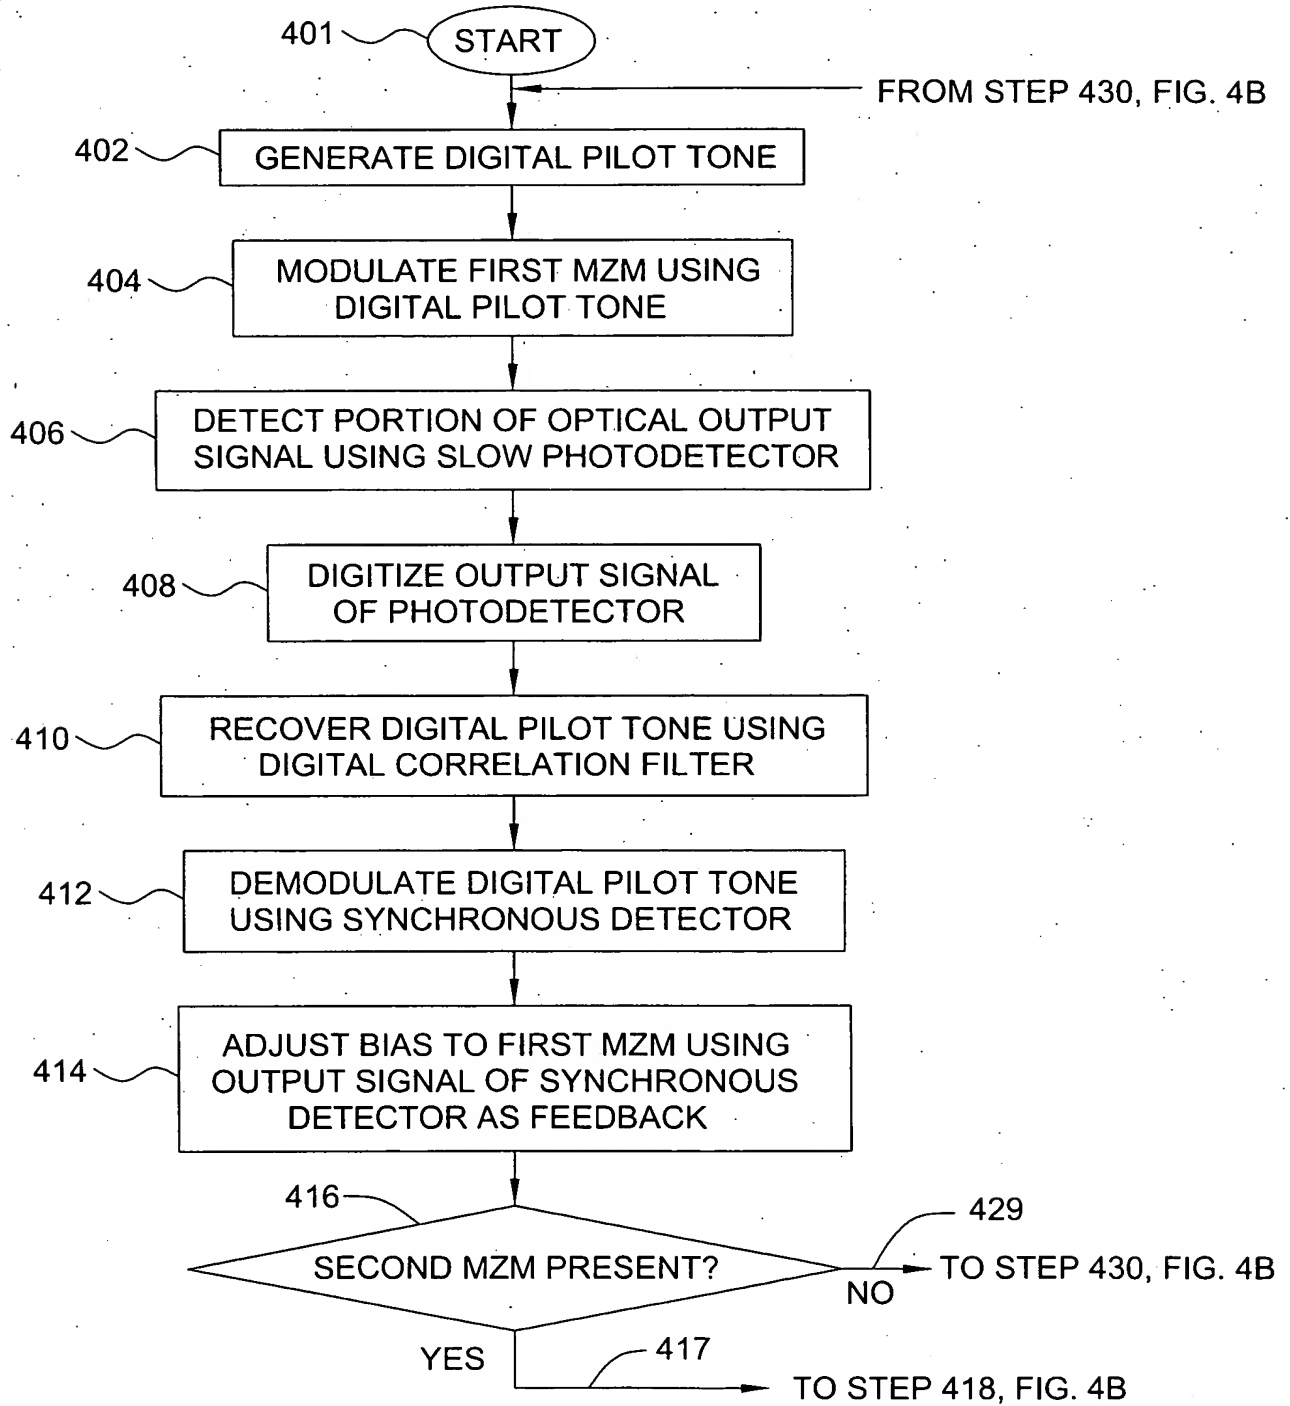 401
START
FROM STEP 430, FIG. 4B
402
GENERATE DIGITAL PILOT TONE
404
MODULATE FIRST MZM USING
DIGITAL PILOT TONE
406
DETECT PORTION OF OPTICAL OUTPUT
SIGNAL USING SLOW PHOTODETECTOR
408
DIGITIZE OUTPUT SIGNAL
OF PHOTODETECTOR
410
RECOVER DIGITAL PILOT TONE USING
DIGITAL CORRELATION FILTER
412
DEMODULATE DIGITAL PILOT TONE
USING SYNCHRONOUS DETECTOR
414
ADJUST BIAS TO FIRST MZM USING
OUTPUT SIGNAL OF SYNCHRONOUS
DETECTOR AS FEEDBACK
416
429
SECOND MZM PRESENT?
TO STEP 430, FIG. 4B
NO
YES
417
TO STEP 418, FIG. 4B